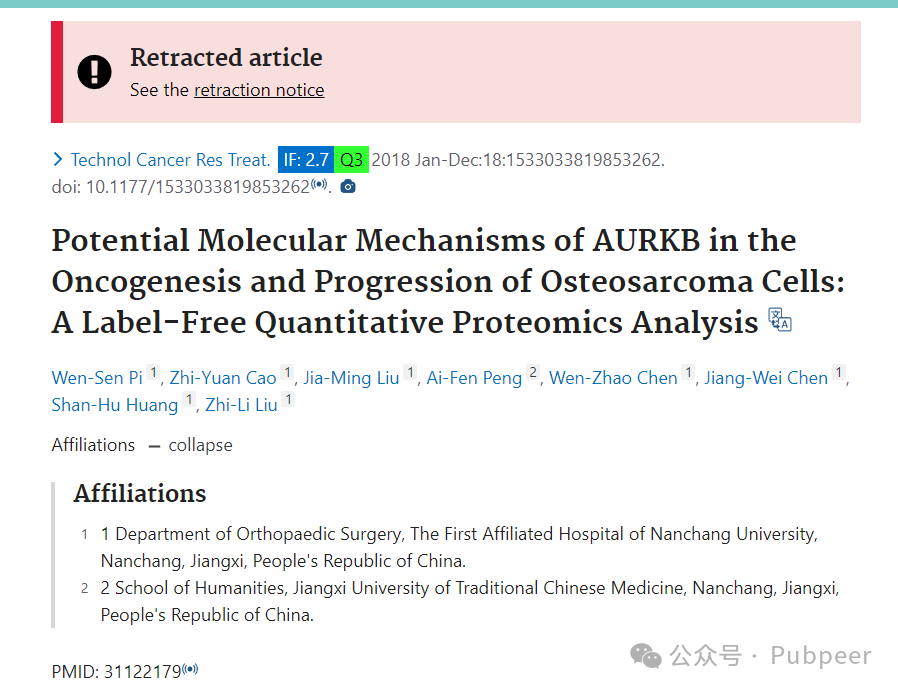 Retracted article
See the retraction notice
Technol Cancer Res Treat. IF: 2.7 Q3 2018 Jan-Dec:18:1533033819853262.
doi: 10.1177/1533033819853262.
Potential Molecular Mechanisms of AURKB in the
Oncogenesis and Progression of Osteosarcoma Cells:
A Label-Free Quantitative Proteomics Analysis
Wen-Sen Pi 1, Zhi-Yuan Cao 1, Jia-Ming Liu 1, Ai-Fen Peng 2, Wen-Zhao Chen 1, Jiang-Wei Chen 1,
Shan-Hu Huang 1, Zhi-Li Liu 1
Affiliations – collapse
Affiliations
1 1 Department of Orthopaedic Surgery, The First Affiliated Hospital of Nanchang University,
Nanchang, Jiangxi, People's Republic of China.
2 2 School of Humanities, Jiangxi University of Traditional Chinese Medicine, Nanchang, Jiangxi,
People's Republic of China.
PMID: 31122179
公众号 · Pubpeer